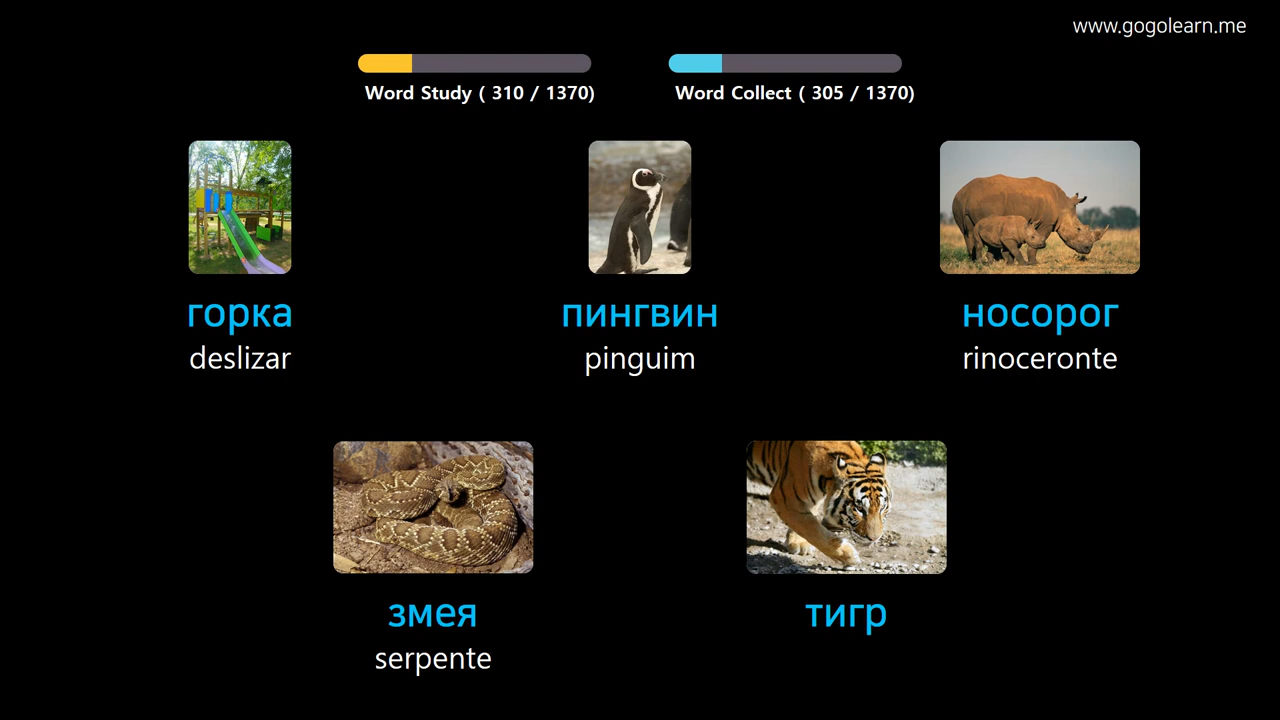 www.gogolearn.me
Word Study ( 310 / 1370)
Word Collect ( 305 / 1370)
горка
deslizar
пингвин
pinguim
носорог
rinoceronte
змея
serpente
тигр